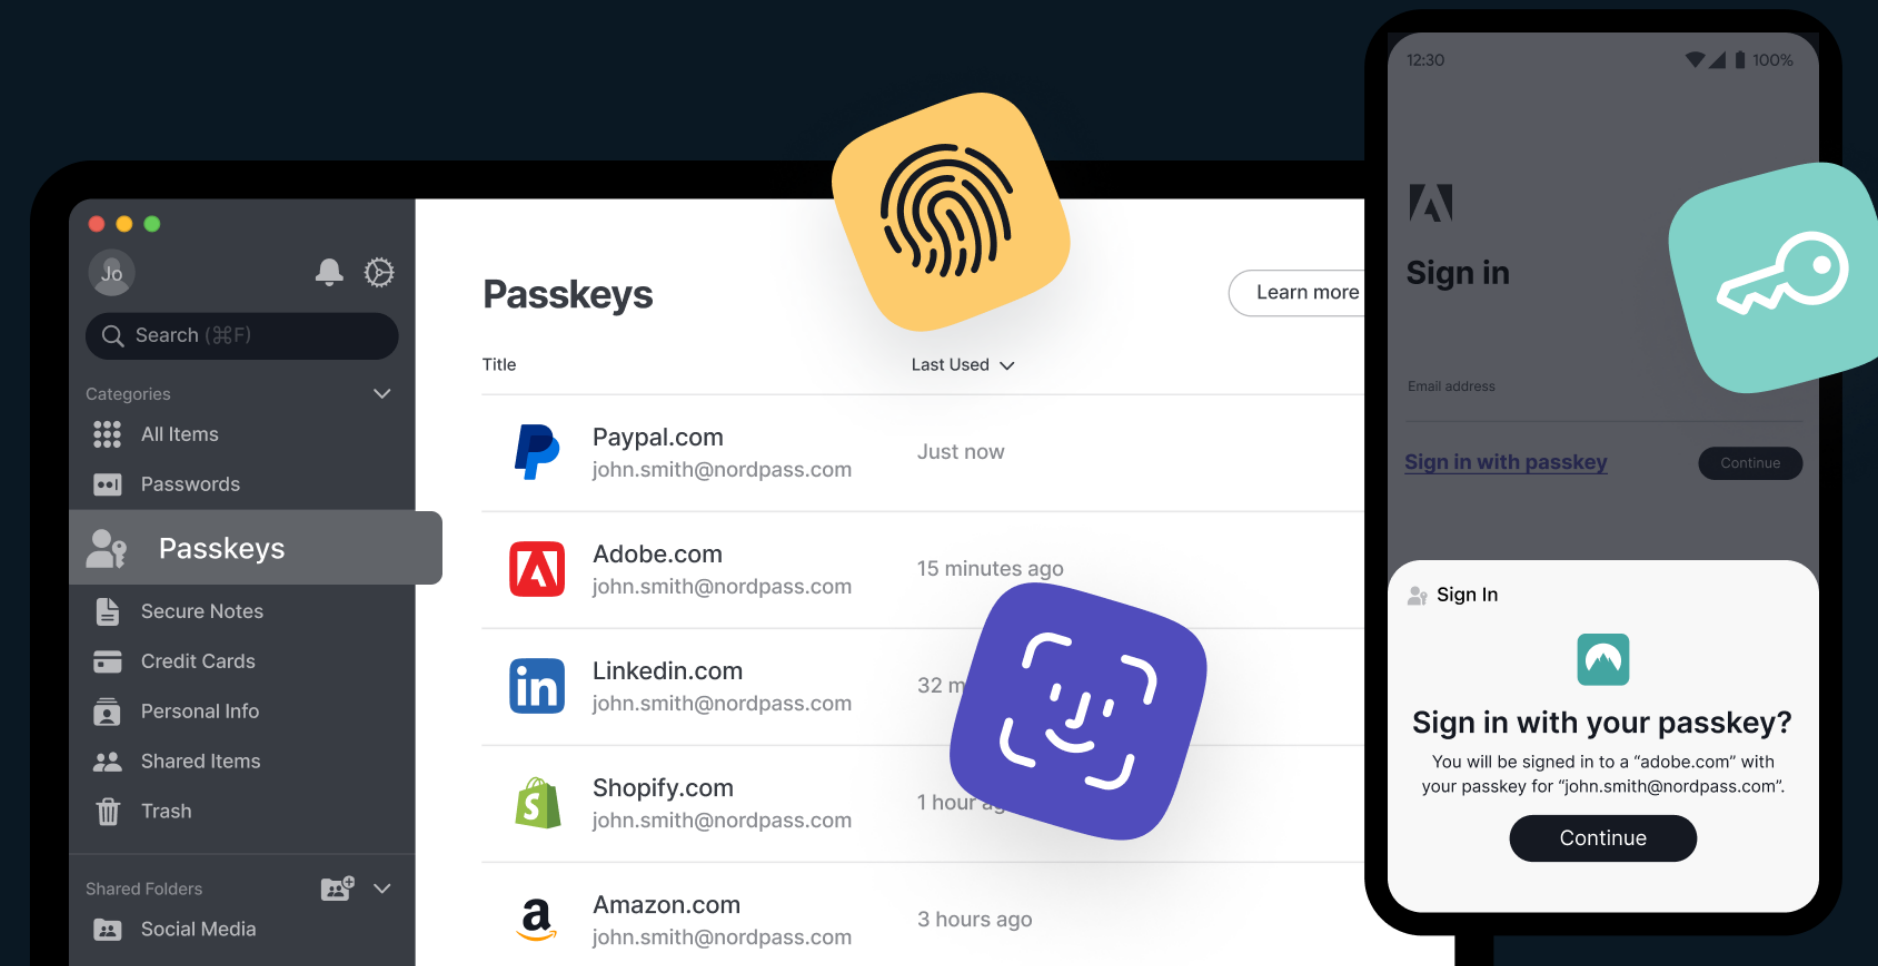 Jo
Search (⌘F)
Categories
All Items
Passwords
Passkeys
Secure Notes
Credit Cards
Personal Info
Shared Items
Trash
Shared Folders
Social Media
Passkeys
Learn more
Title
Last Used
Paypal.com
john.smith@nordpass.com
Just now
Adobe.com
john.smith@nordpass.com
15 minutes ago
in
Linkedin.com
john.smith@nordpass.com
32 m
S
Shopify.com
john.smith@nordpass.com
1 hour ag
a
Amazon.com
john.smith@nordpass.com
3 hours ago
12:30
100%
Sign in
Email address
Sign in with passkey
Continue
Sign In
Sign in with your passkey?
You will be signed in to a “adobe.com” with
your passkey for “john.smith@nordpass.com”.
Continue